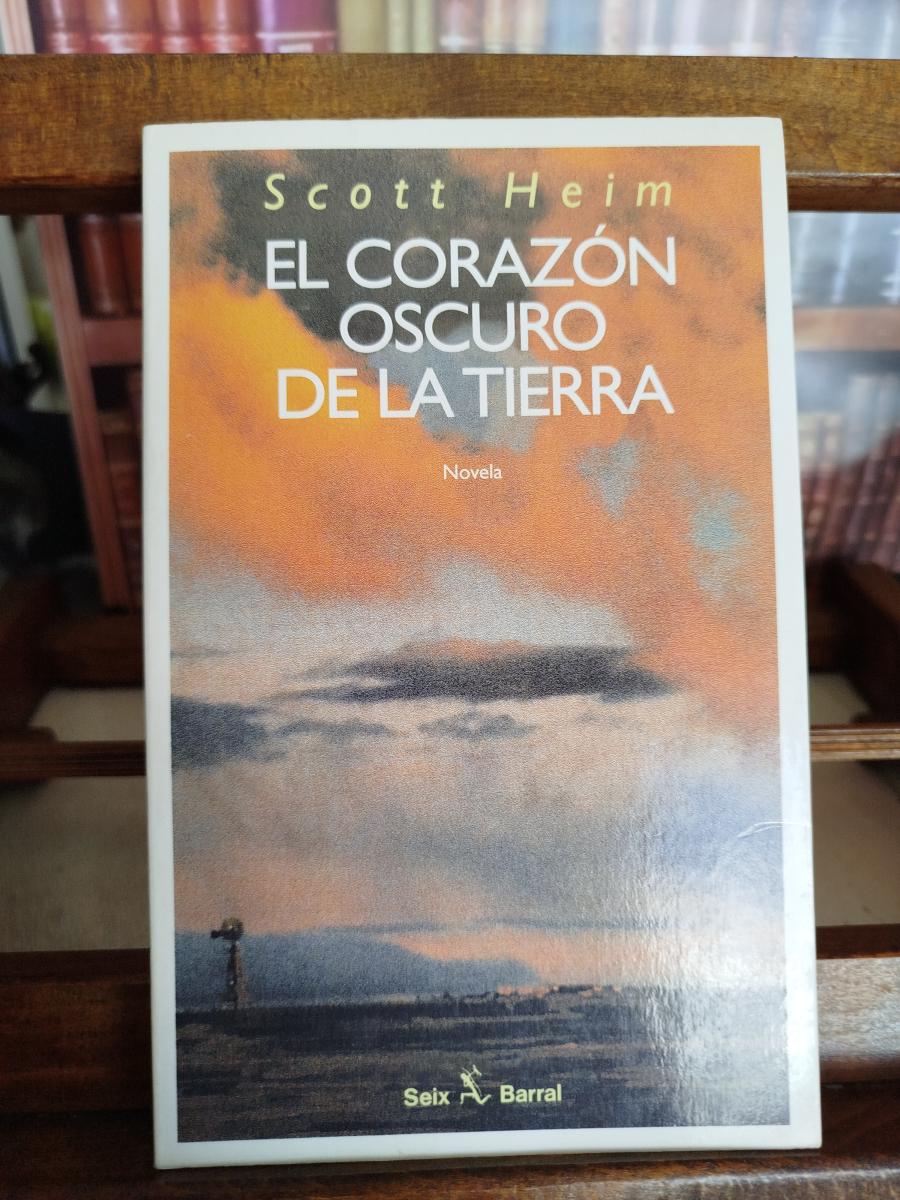 Scott Heim
EL CORAZÓN
OSCURO
DE LA TIERRA
Novela
Seix Barral